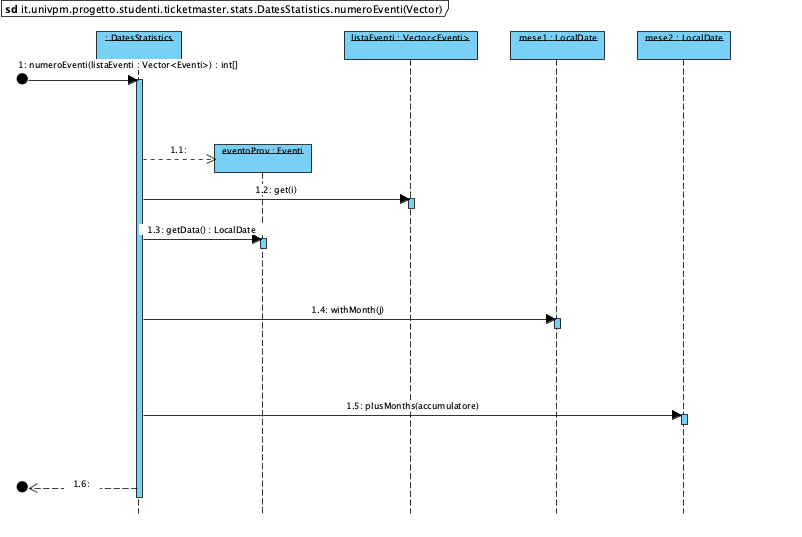 sd it.univpm.progetto.studenti.ticketmaster.stats.DatesStatistics.numeroEventi(Vector)
: DatesStatistics
listaEventi : Vector<Eventi>
mese1 : LocalDate
mese2 : LocalDate
1: numeroEventi(listaEventi : Vector<Eventi>) : int[]
1.1:
eventoProv : Eventi
1.2: get(i)
1.3: getData() : LocalDate
1.4: withMonth(j)
1.5: plusMonths(accumulatore)
1.6: